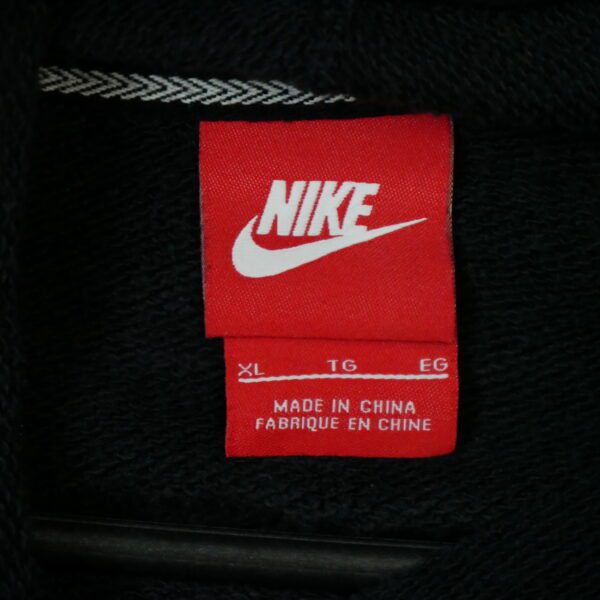 NIKE
XL TG EG
MADE IN CHINA
FABRIQUE EN CHINE